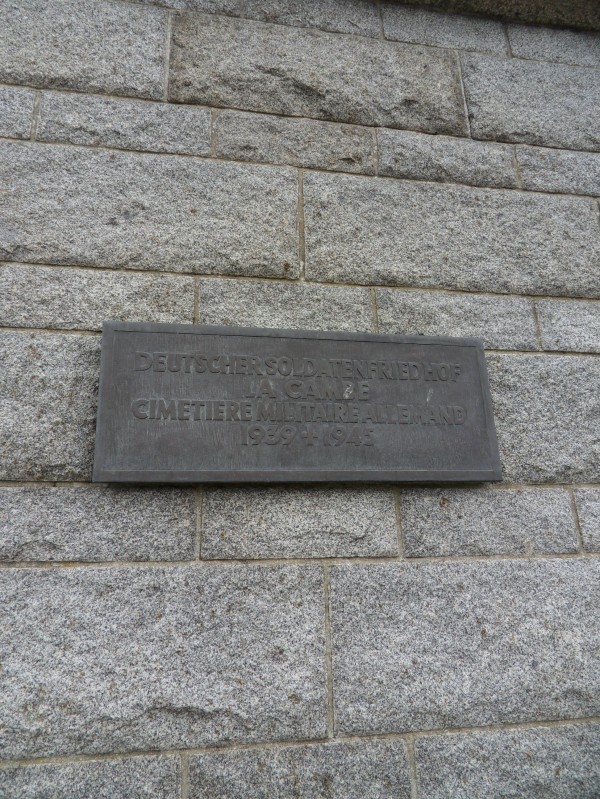 DEUTSCHER SOLDATENFRIEDHOF
LA CAMBE
CIMETIERE MILITAIRE ALLEMAND
1939 + 1945